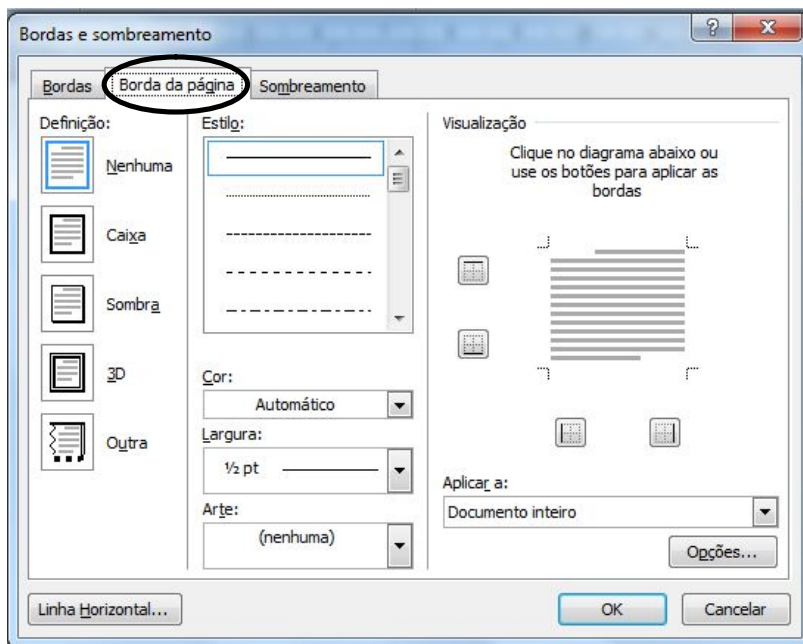 Bordas e sombreamento
Bordas
Borda da página
Sombreamento
Definição:
Nenhuma
Caixa
Sombra
3D
Outra
Estilo:
Cor:
Automático
Largura:
½ pt
Arte:
(nenhuma)
Visualização
Clique no diagrama abaixo ou
use os botões para aplicar as
bordas
Aplicar a:
Documento inteiro
Opções...
Linha Horizontal...
OK
Cancelar